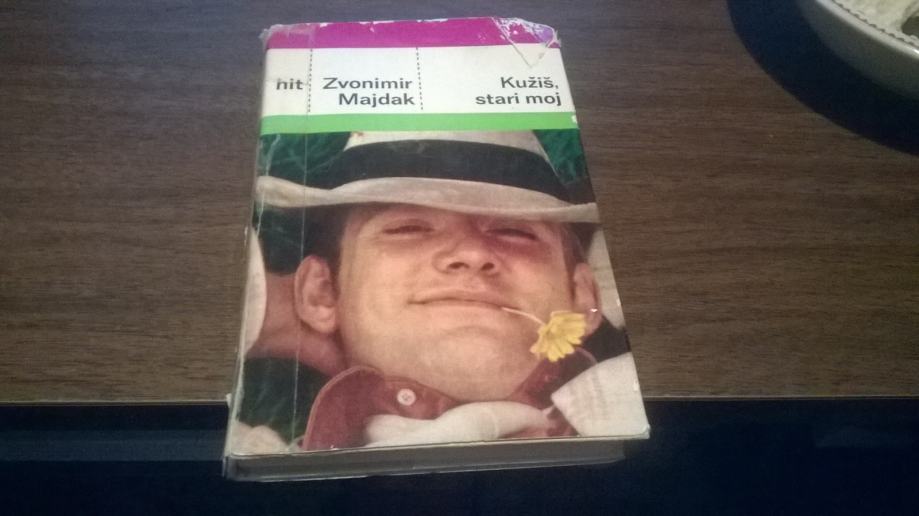 hit
Zvonimir
Majdak
Kužiš,
stari moj